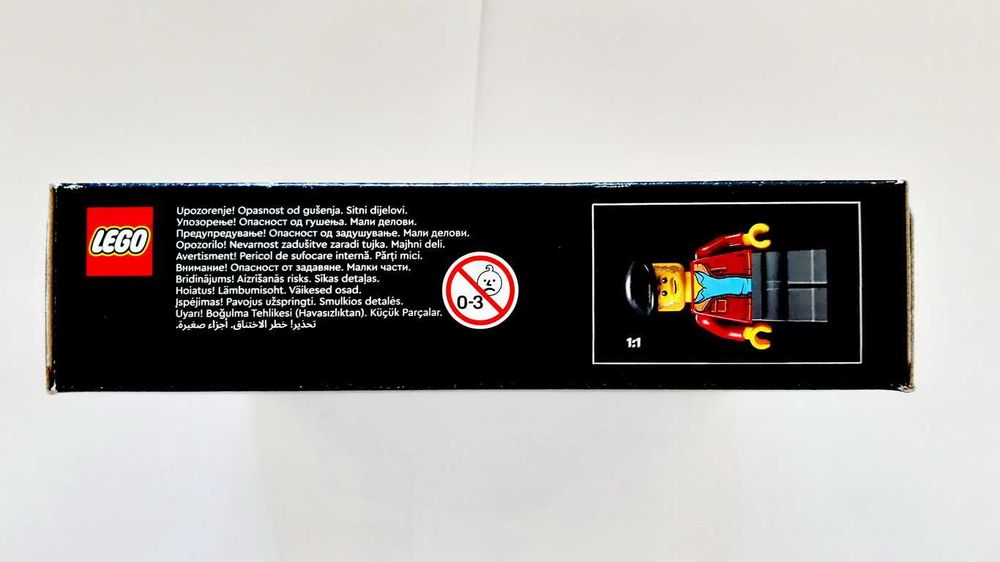 LEGO
Upozorenje! Opasnost od gušenja. Sitni dijelovi.
Упозорење! Опасност од гушења. Мали делови.
Предупредување! Опасност од задушување. Мали делови.
Opozorilo! Nevarnost zadušitve zaradi tujka. Majhni deli.
Avertisment! Pericol de sufocare internă. Părți mici.
Внимание! Опасност от задавяне. Малки части.
Brīdinājums! Aizrīšanās risks. Sīkas detaļas.
Hoiatus! Lämbumisoht. Väikesed osad.
Įspėjimas! Pavojus užspringti. Smulkios detalės.
Uyarı! Boğulma Tehlikesi (Havasızlıktan). Küçük Parçalar.
تحذير! خطر الاختناق. أجزاء صغيرة.
0-3
1:1